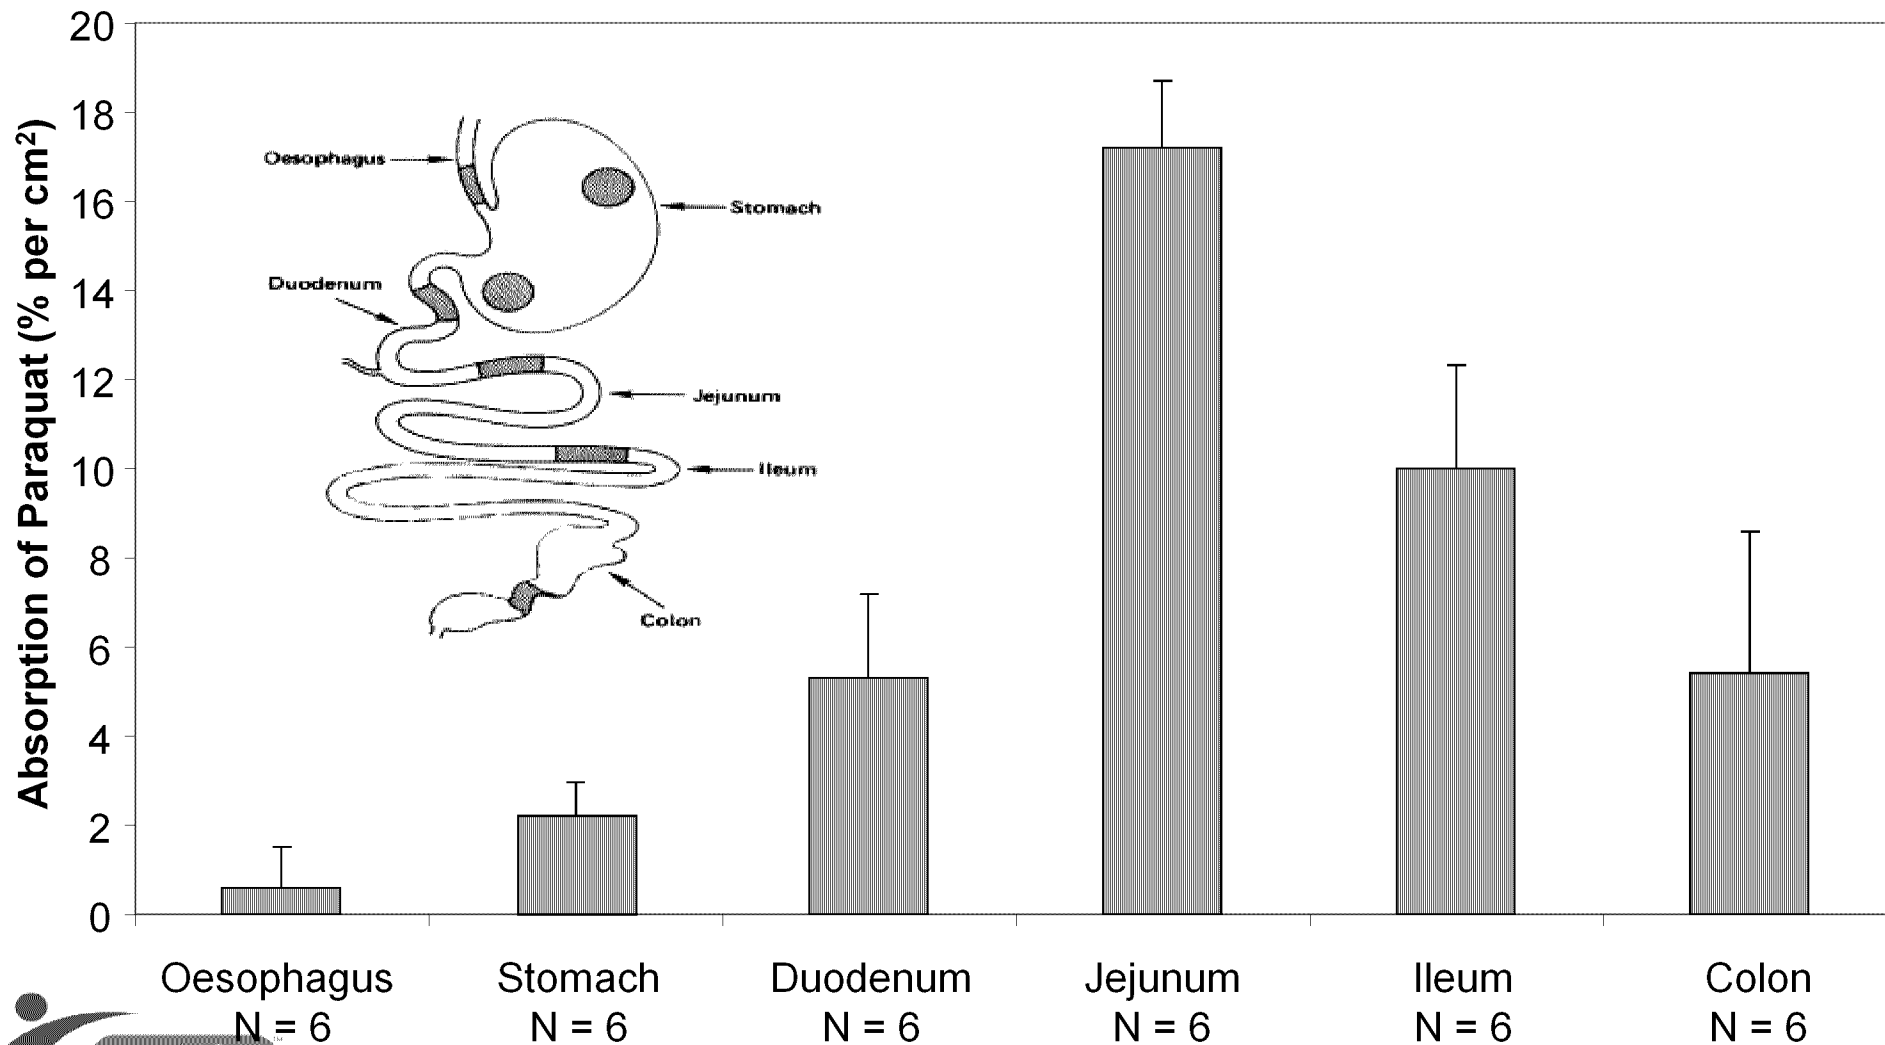 Absorption of Paraquat (% per cm²)
20
18
16
14
12
10
8
6
4
2
0
Oesophagus
Stomach
Duodenum
Jejunum
Ileum
Colon
Oesophagus Stomach Duodenum Jejunum Ileum Colon
N = 6 N = 6 N = 6 N = 6 N = 6 N = 6
TM